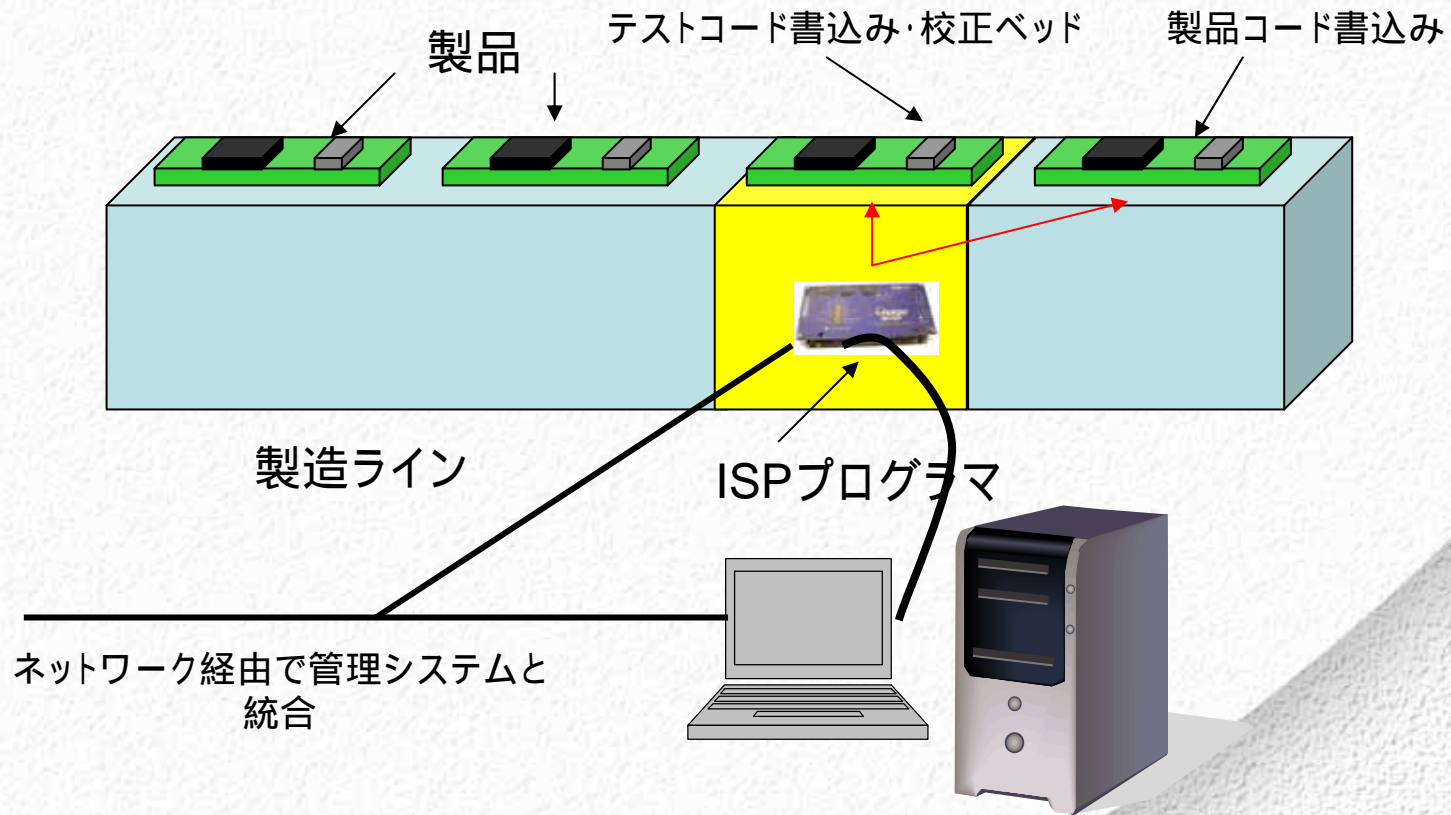 製品
テストコード書込み・校正ベッド
製品コード書込み
製造ライン
ISPプログラマ
ネットワーク経由で管理システムと
統合